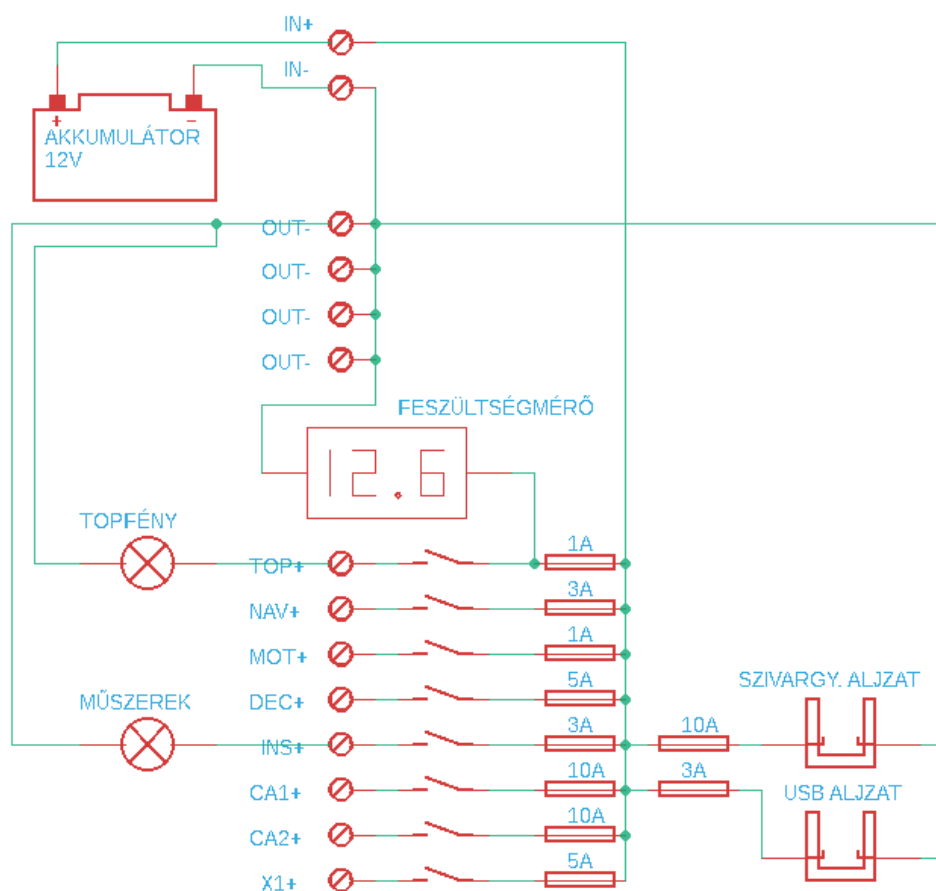 IN+
IN-
+
−
AKKUMULÁTOR
12V
OUT-
OUT-
OUT-
OUT-
FESZÜLTSÉGMÉRŐ
12.6
TOPFÉNY
TOP+
1A
NAV+
3A
MOT+
1A
MŰSZEREK
DEC+
5A
SZIVARGY. ALJZAT
INS+
3A
10A
CA1+
10A
3A
USB ALJZAT
CA2+
10A
X1+
5A